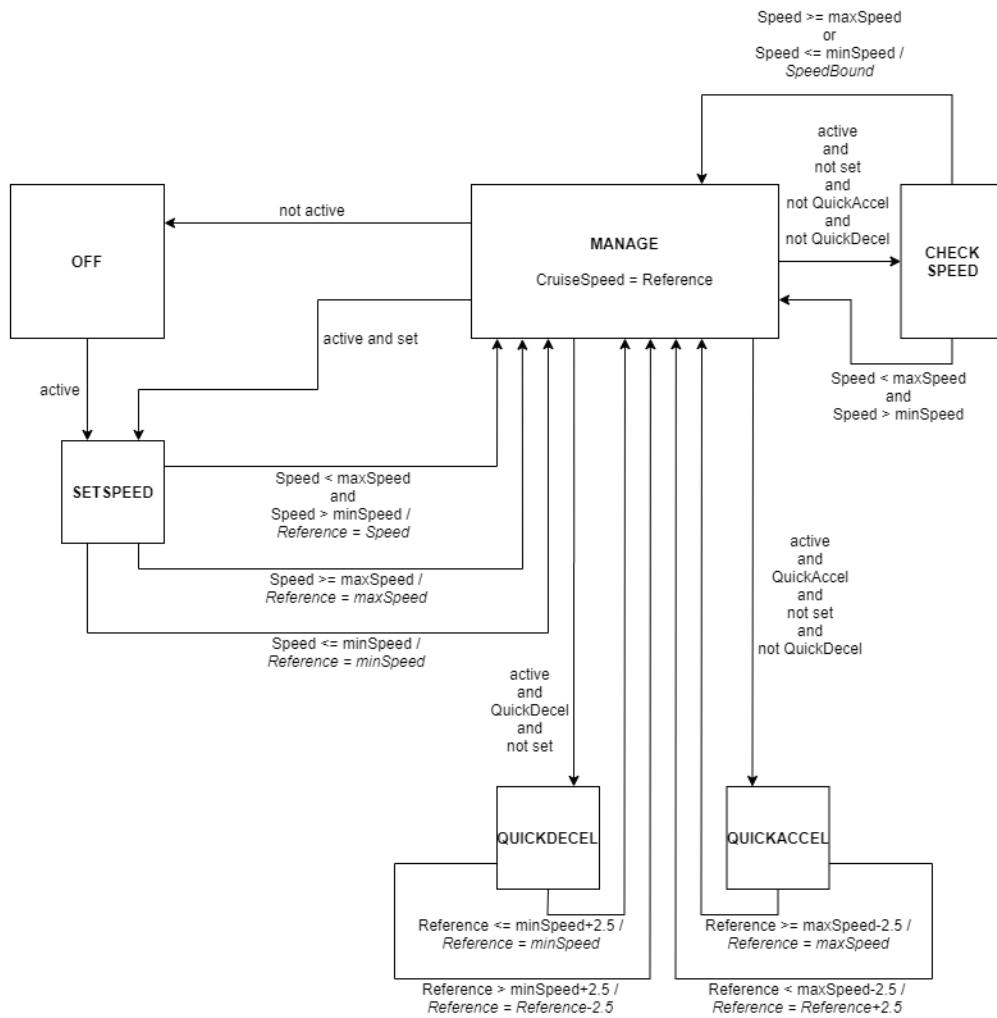 Speed >= maxSpeed
or
Speed <= minSpeed /
SpeedBound
active
and
not set
and
not QuickAccel
and
not QuickDecel
not active
OFF
MANAGE
CruiseSpeed = Reference
CHECK
SPEED
active and set
active
Speed < maxSpeed
and
Speed > minSpeed
SETSPEED
Speed < maxSpeed
and
Speed > minSpeed /
Reference = Speed
Speed >= maxSpeed /
Reference = maxSpeed
Speed <= minSpeed /
Reference = minSpeed
active
and
QuickAccel
and
not set
and
not QuickDecel
active
and
QuickDecel
and
not set
QUICKDECEL
QUICKACCEL
Reference <= minSpeed+2.5 /
Reference = minSpeed
Reference >= maxSpeed-2.5 /
Reference = maxSpeed
Reference > minSpeed+2.5 /
Reference = Reference-2.5
Reference < maxSpeed-2.5 /
Reference = Reference+2.5